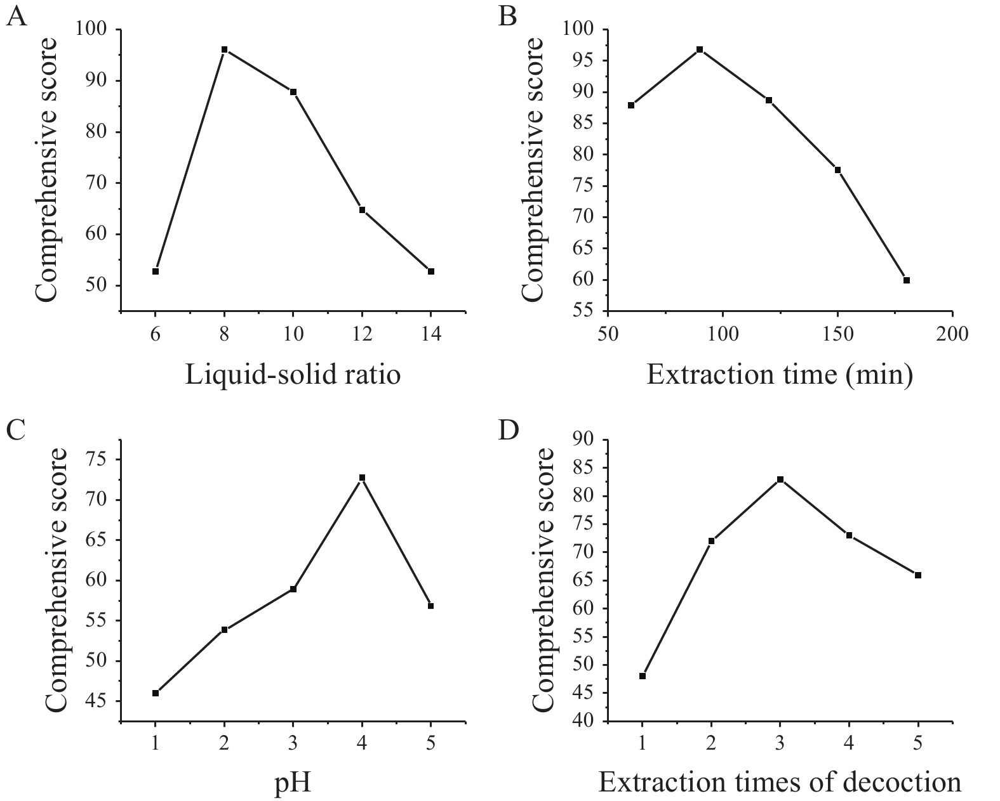 A
Comprehensive score
100
90
80
70
60
50
6 8 10 12 14
Liquid-solid ratio
B
Comprehensive score
100
95
90
85
80
75
70
65
60
55
50 100 150 200
Extraction time (min)
C
Comprehensive score
75
70
65
60
55
50
45
1 2 3 4 5
pH
D
Comprehensive score
90
85
80
75
70
65
60
55
50
45
40
1 2 3 4 5
Extraction times of decoction